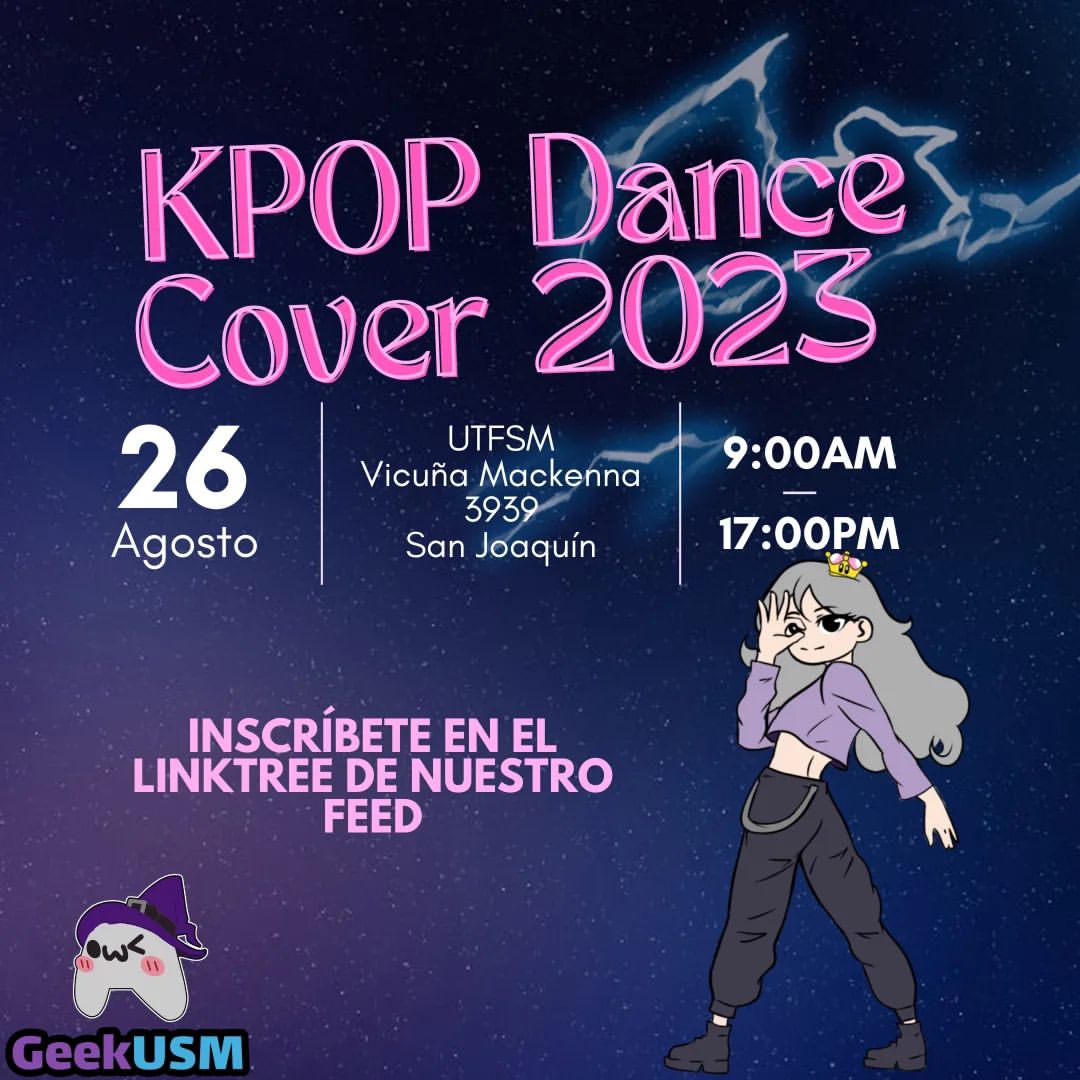 KPOP Dance
Cover 2023
26
Agosto
UTFSM
Vicuña Mackenna
3939
San Joaquín
9:00AM
—
17:00PM
INSCRÍBETE EN EL
LINKTREE DE NUESTRO
FEED
GeekUSM